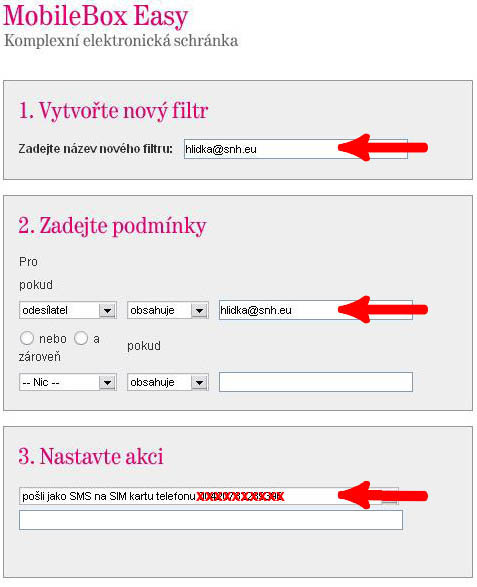 MobileBox Easy
Komplexní elektronická schránka
1. Vytvořte nový filtr
Zadejte název nového filtru: hlidka@snh.eu
2. Zadejte podmínky
Pro
pokud
odesílatel obsahuje hlidka@snh.eu
nebo a
zároveň pokud
-- Nic -- obsahuje
3. Nastavte akci
pošli jako SMS na SIM kartu telefonu